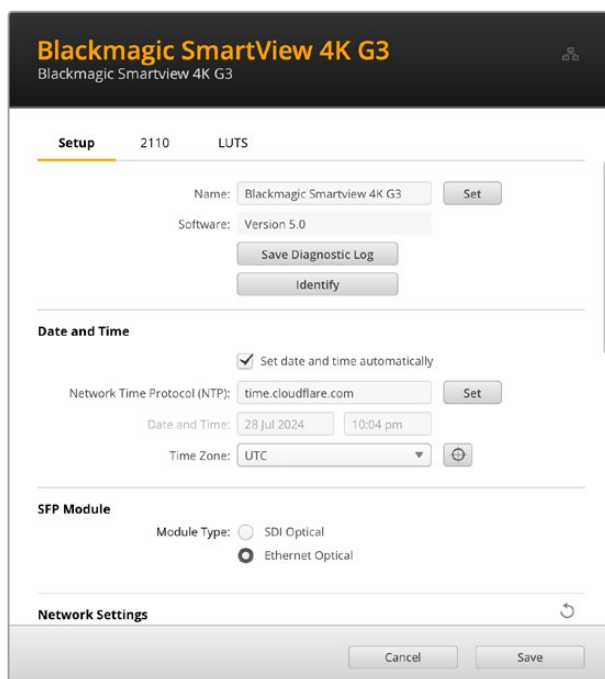 Blackmagic SmartView 4K G3
Blackmagic Smartview 4K G3
Setup 2110 LUTS
Name: Blackmagic Smartview 4K G3 Set
Software: Version 5.0
Save Diagnostic Log
Identify
Date and Time
Set date and time automatically
Network Time Protocol (NTP): time.cloudflare.com Set
Date and Time: 28 Jul 2024 10:04 pm
Time Zone: UTC
SFP Module
Module Type: SDI Optical
Ethernet Optical
Network Settings
Cancel Save